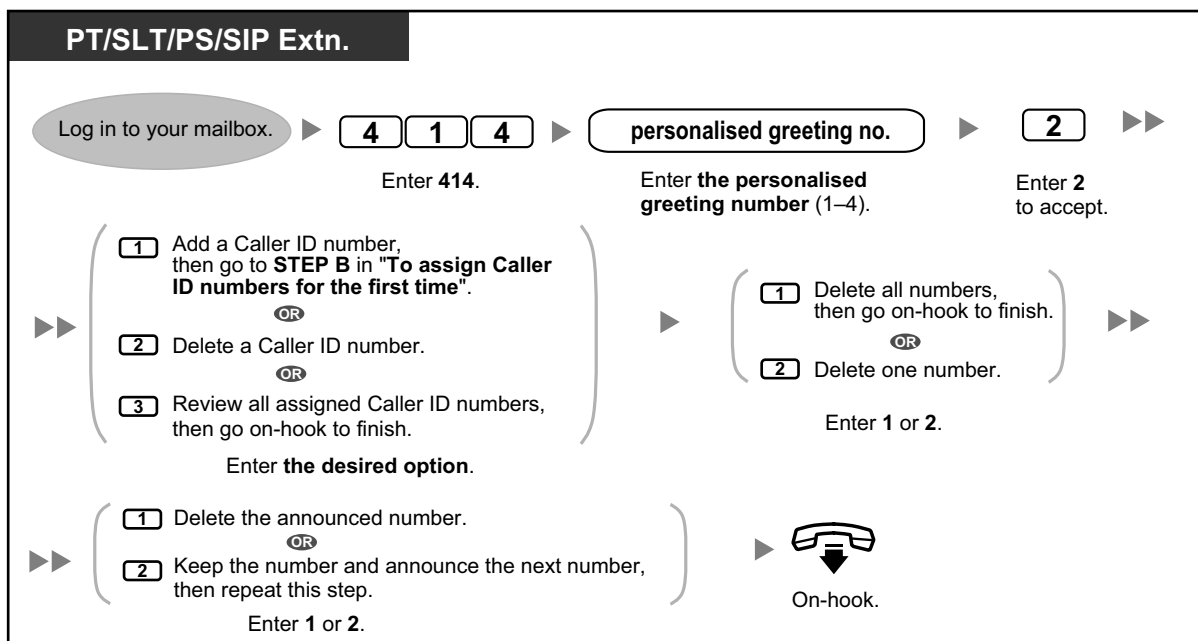 PT/SLT/PS/SIP Extn.
Log in to your mailbox.
4 1 4
personalised greeting no.
2
Enter 414.
Enter the personalised
greeting number (1–4).
Enter 2
to accept.
1 Add a Caller ID number,
then go to STEP B in "To assign Caller
ID numbers for the first time".
OR
2 Delete a Caller ID number.
OR
3 Review all assigned Caller ID numbers,
then go on-hook to finish.
Enter the desired option.
1 Delete all numbers,
then go on-hook to finish.
OR
2 Delete one number.
Enter 1 or 2.
1 Delete the announced number.
OR
2 Keep the number and announce the next number,
then repeat this step.
Enter 1 or 2.
On-hook.